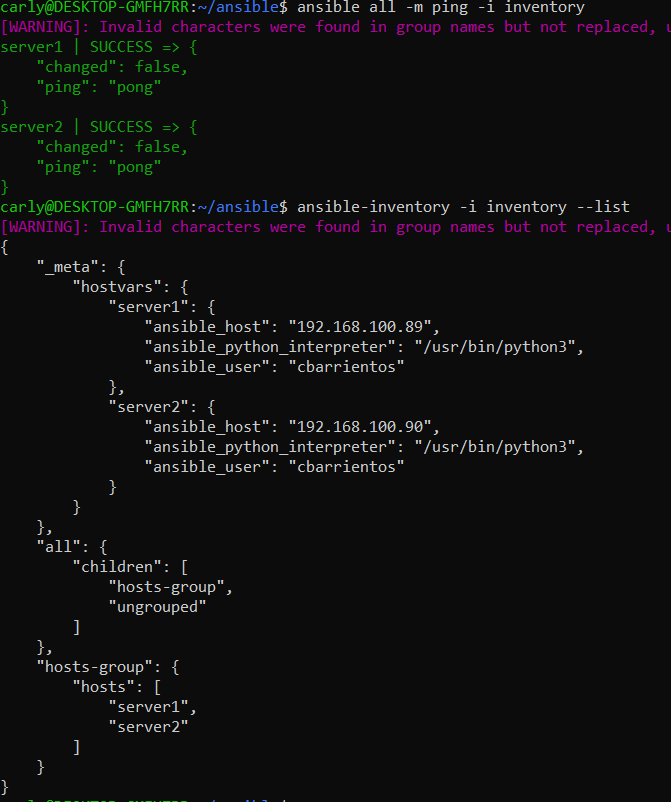 carly@DESKTOP-GMFH7RR:~/ansible$ ansible all -m ping -i inventory
[WARNING]: Invalid characters were found in group names but not replaced, u
server1 | SUCCESS => {
    "changed": false,
    "ping": "pong"
}
server2 | SUCCESS => {
    "changed": false,
    "ping": "pong"
}
carly@DESKTOP-GMFH7RR:~/ansible$ ansible-inventory -i inventory --list
[WARNING]: Invalid characters were found in group names but not replaced, u
{
    "_meta": {
        "hostvars": {
            "server1": {
                "ansible_host": "192.168.100.89",
                "ansible_python_interpreter": "/usr/bin/python3",
                "ansible_user": "cbarrientos"
            },
            "server2": {
                "ansible_host": "192.168.100.90",
                "ansible_python_interpreter": "/usr/bin/python3",
                "ansible_user": "cbarrientos"
            }
        }
    },
    "all": {
        "children": [
            "hosts-group",
            "ungrouped"
        ]
    },
    "hosts-group": {
        "hosts": [
            "server1",
            "server2"
        ]
    }
}